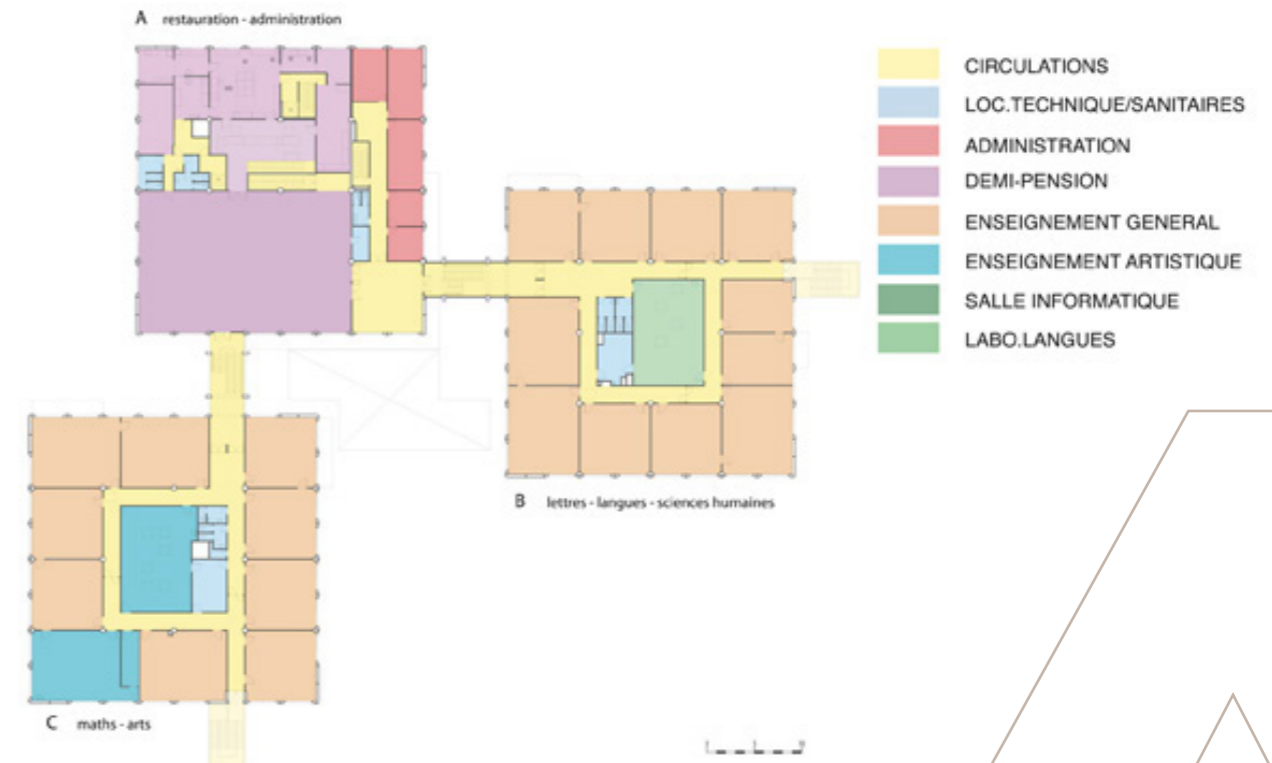 A restauration - administration
CIRCULATIONS
LOC.TECHNIQUE/SANITAIRES
ADMINISTRATION
DEMI-PENSION
ENSEIGNEMENT GENERAL
ENSEIGNEMENT ARTISTIQUE
SALLE INFORMATIQUE
LABO.LANGUES
B lettres - langues - sciences humaines
C maths - arts